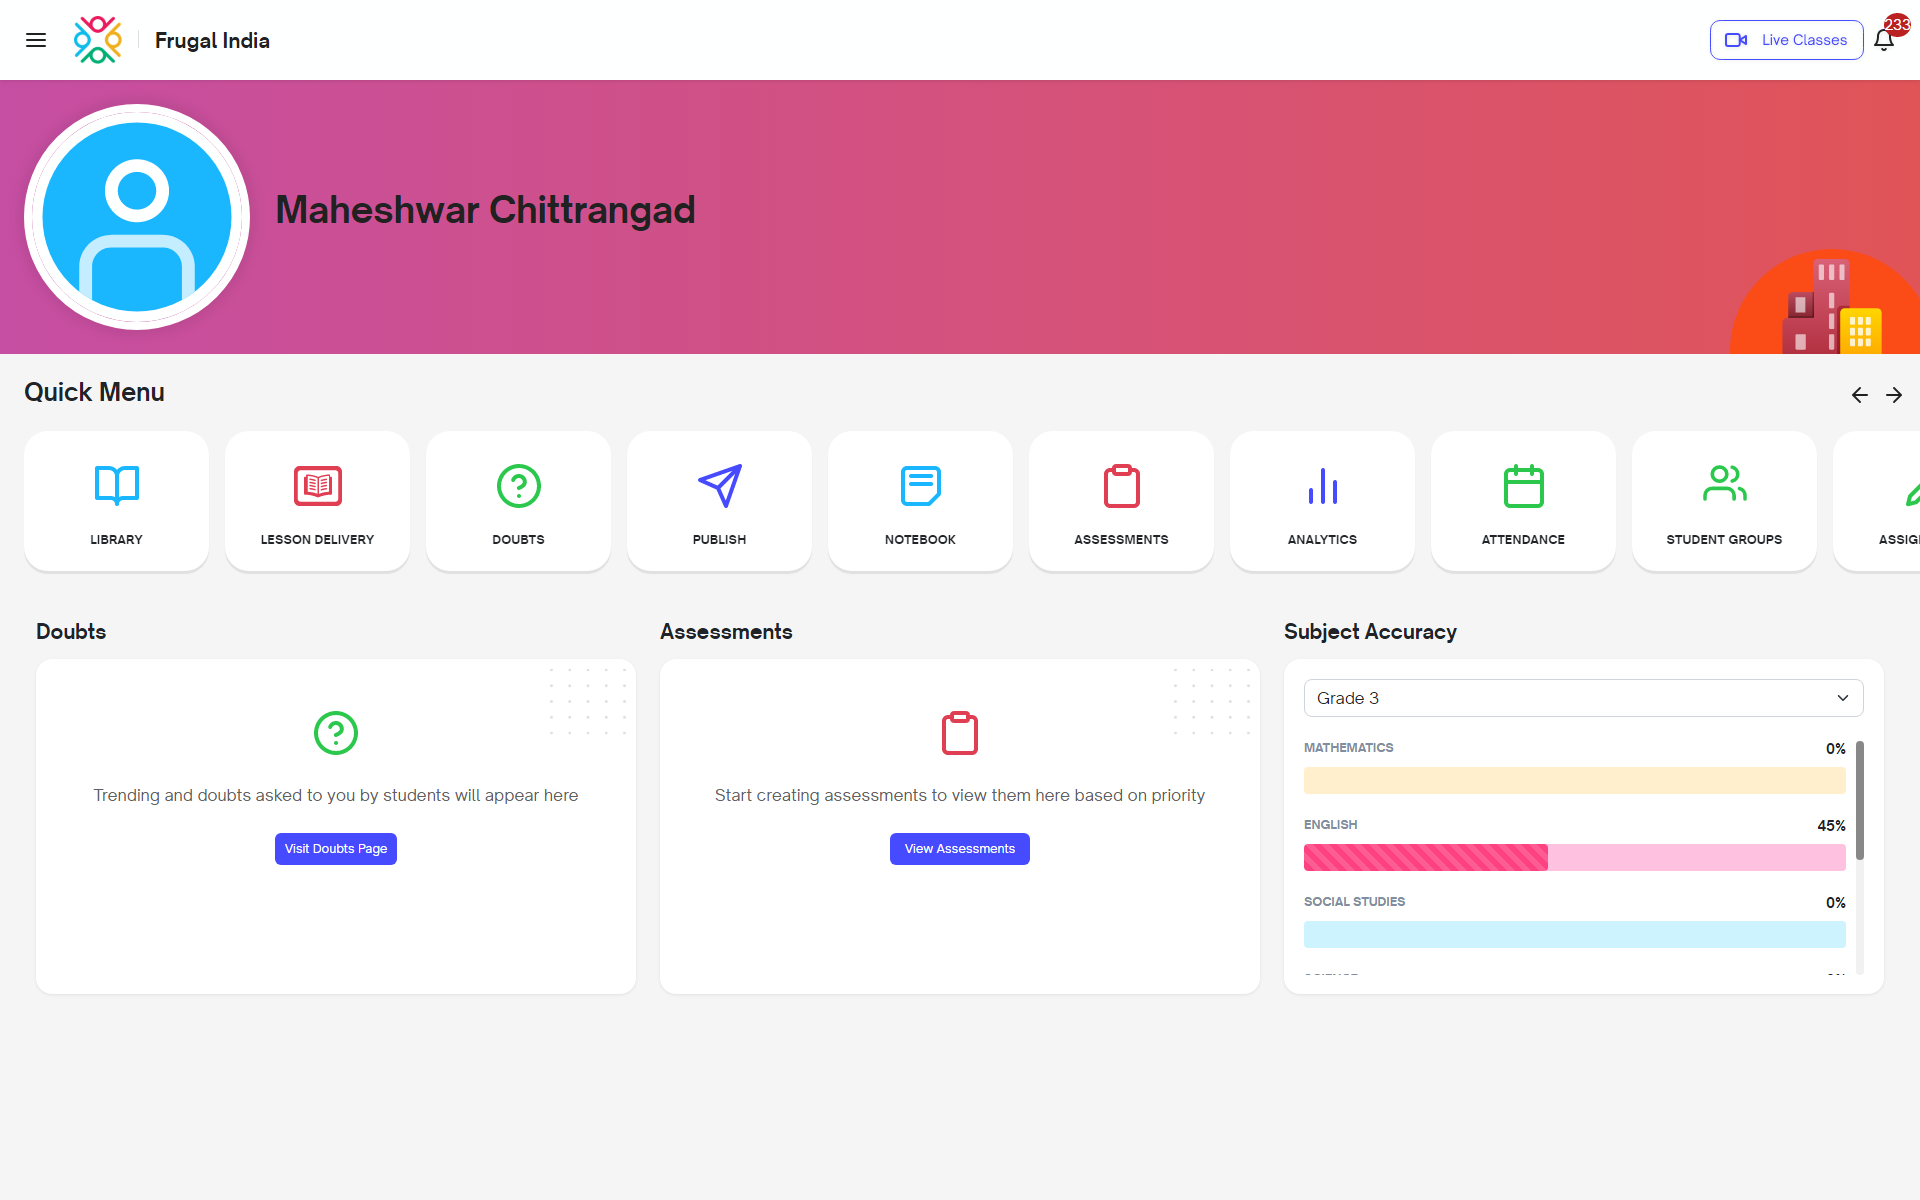 Frugal India
Live Classes
233
Maheshwar Chittrangad
Quick Menu
LIBRARY
LESSON DELIVERY
DOUBTS
PUBLISH
NOTEBOOK
ASSESSMENTS
ANALYTICS
ATTENDANCE
STUDENT GROUPS
Doubts
Trending and doubts asked to you by students will appear here
Visit Doubts Page
Assessments
Start creating assessments to view them here based on priority
View Assessments
Subject Accuracy
Grade 3
MATHEMATICS 0%
ENGLISH 45%
SOCIAL STUDIES 0%